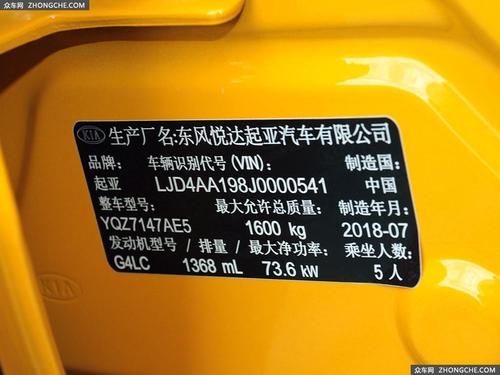 众车网 ZHONGCHE.COM
KIA 生产厂名:东风悦达起亚汽车有限公司
品牌: 车辆识别代号(VIN): 制造国:
起亚 LJD4AA198J0000541 中国
整车型号: 最大允许总质量: 制造年月:
YQZ7147AE5 1600 kg 2018-07
发动机型号 / 排量 / 最大净功率: 乘坐人数:
G4LC 1368 mL 73.6 kW 5 人
KIA
众车网 ZHONGCHE.COM